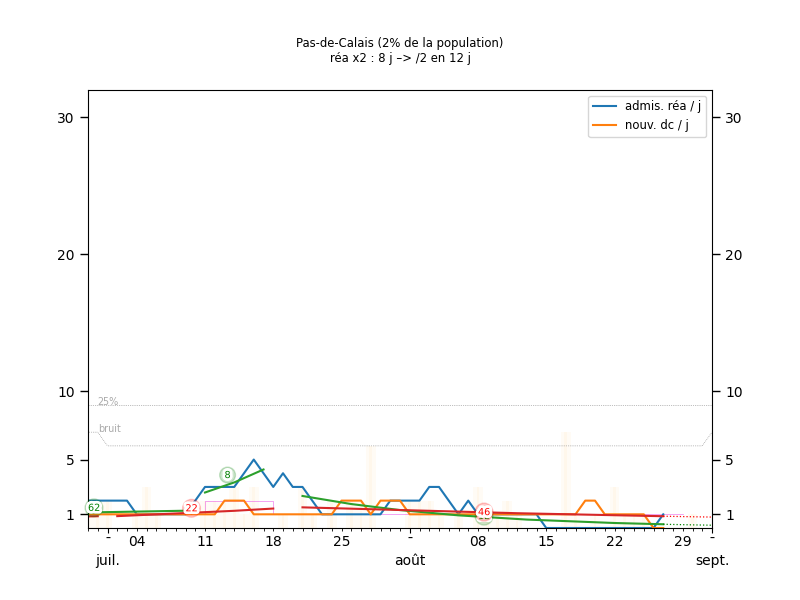 Pas-de-Calais (2% de la population)
réa x2 : 8 j –> /2 en 12 j
admis. réa / j
nouv. dc / j
30 30
20 20
10 10
25%
bruit
5 5
8
62 22 46
1 1
- 04 11 18 25 - 08 15 22 29 -
juil. août sept.